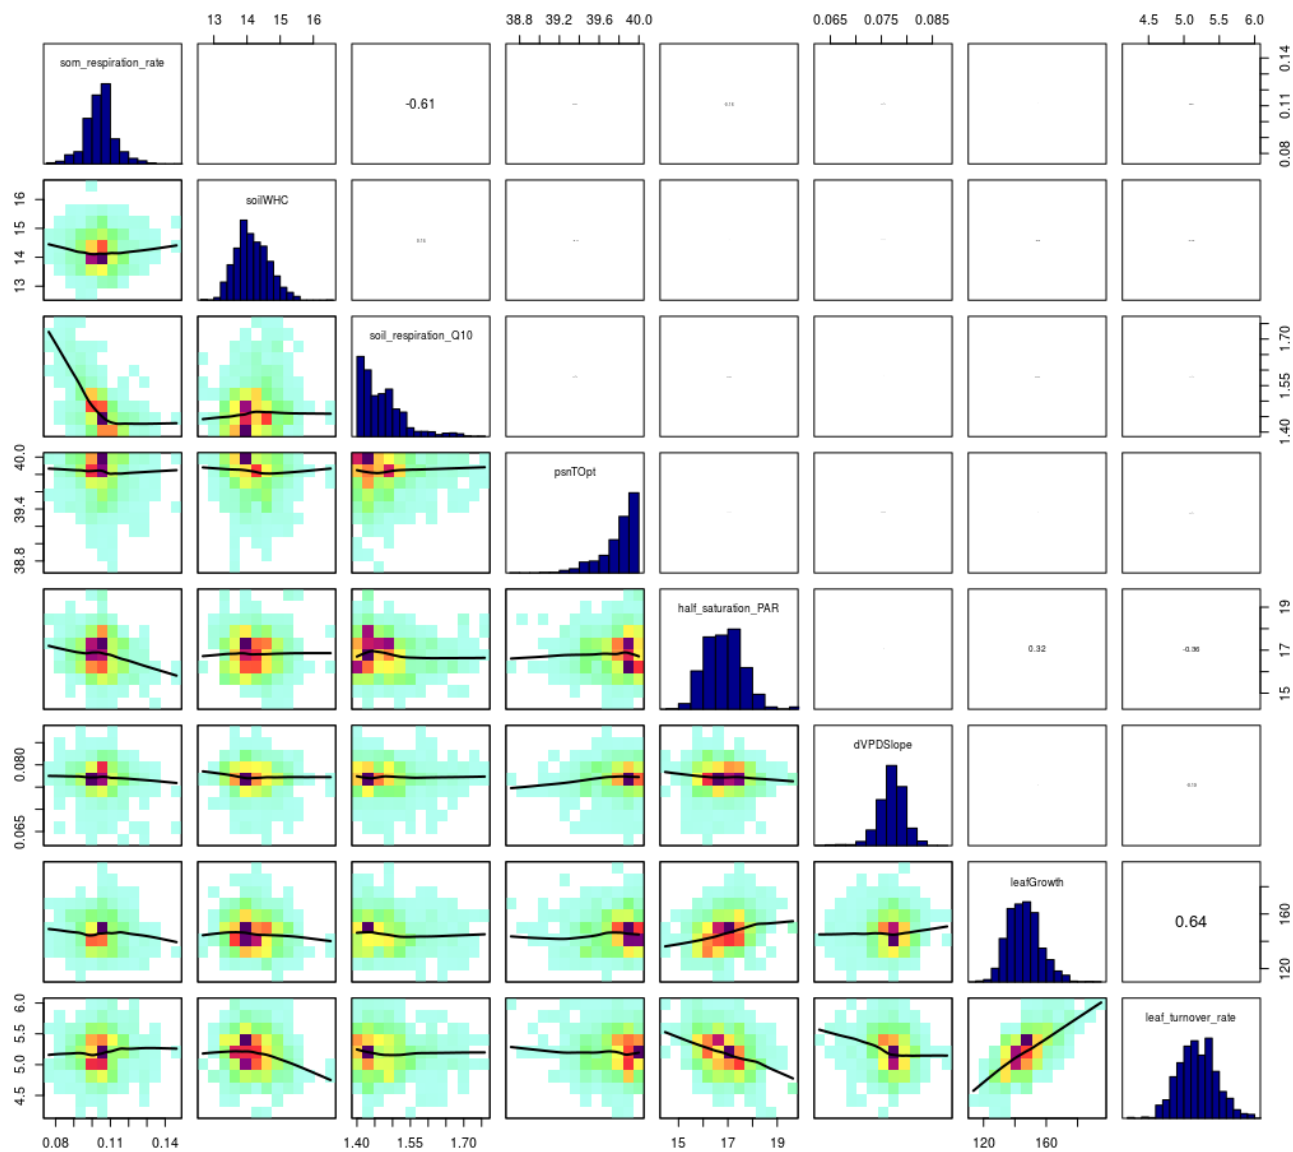 13 14 15 16 38.8 39.2 39.6 40.0 0.065 0.075 0.085 4.5 5.0 5.5 6.0
som_respiration_rate
-0.61
0.08 0.11 0.14
soilWHC
13 14 15 16
soil_respiration_Q10
1.40 1.55 1.70
psnTOpt
38.8 39.4 40.0
half_saturation_PAR
0.32
-0.36
15 17 19
dVPDSlope
0.065 0.080
leafGrowth
0.64
120 160
leaf_turnover_rate
4.5 5.0 5.5 6.0
0.08 0.11 0.14 1.40 1.55 1.70 15 17 19 120 160